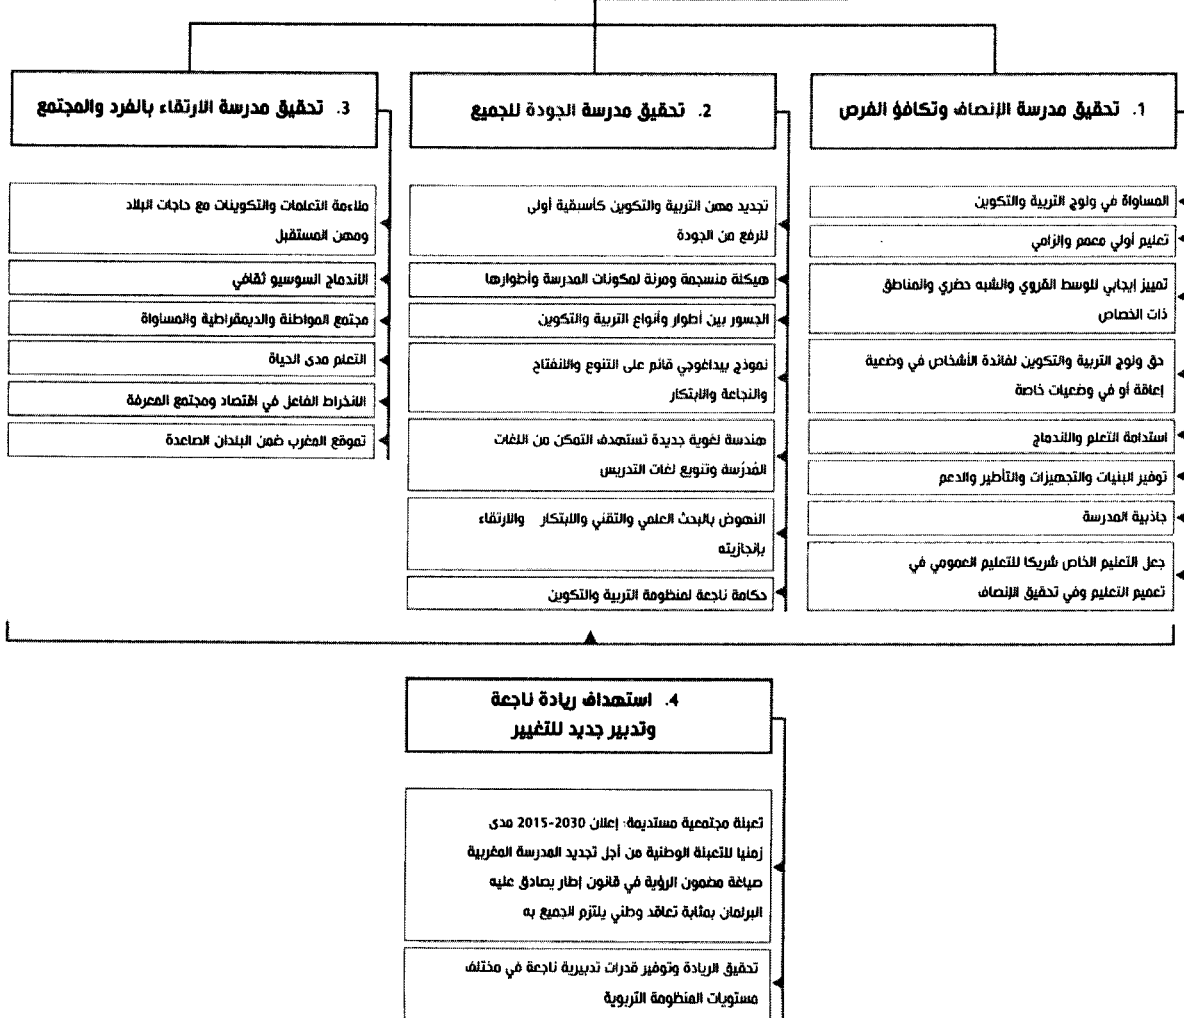 1. تحقيق مدرسة الإنصاف وتكافؤ الفرص
المساواة في ولوج التربية والتكوين
تعليم أولي معمم وإلزامي
تمييز إيجابي للوسط القروي والشبه حضري والمناطق
ذات الخصاص
حق ولوج التربية والتكوين لفائدة الأشخاص في وضعية
إعاقة أو في وضعيات خاصة
استدامة التعلم والاندماج
توفير البنيات والتجهيزات والتأطير والدعم
جاذبية المدرسة
جعل التعليم الخاص شريكا للتعليم العمومي في
تعميم التعليم وفي تحقيق الإنصاف
2. تحقيق مدرسة الجودة للجميع
تجديد مهن التربية والتكوين كأسبقية أولى
للرفع من الجودة
هيكلة منسجمة ومرنة لمكونات المدرسة وأطوارها
الجسور بين أطوار وأنواع التربية والتكوين
نموذج بيداغوجي قائم على التنوع والانفتاح
والنجاعة والابتكار
هندسة لغوية جديدة تستهدف التمكن من اللغات
المُدرَّسة وتنويع لغات التدريس
النهوض بالبحث العلمي والتقني والابتكار والارتقاء
بإنجازيته
حكامة ناجعة لمنظومة التربية والتكوين
3. تحقيق مدرسة الارتقاء بالفرد والمجتمع
ملاءمة التعلمات والتكوينات مع حاجات البلاد
ومهن المستقبل
الاندماج السوسيو ثقافي
مجتمع المواطنة والديمقراطية والمساواة
التعلم مدى الحياة
الانخراط الفاعل في اقتصاد ومجتمع المعرفة
تموقع المغرب ضمن البلدان الصاعدة
4. استهداف ريادة ناجعة
وتدبير جديد للتغيير
تعبئة مجتمعية مستديمة: إعلان 2030-2015 مدى
زمنيا للتعبئة الوطنية من أجل تجديد المدرسة المغربية
صياغة مضمون الرؤية في قانون إطار يصادق عليه
البرلمان بمثابة تعاقد وطني يلتزم الجميع به
تحقيق الريادة وتوفير قدرات تدبيرية ناجعة في مختلف
مستويات المنظومة التربوية